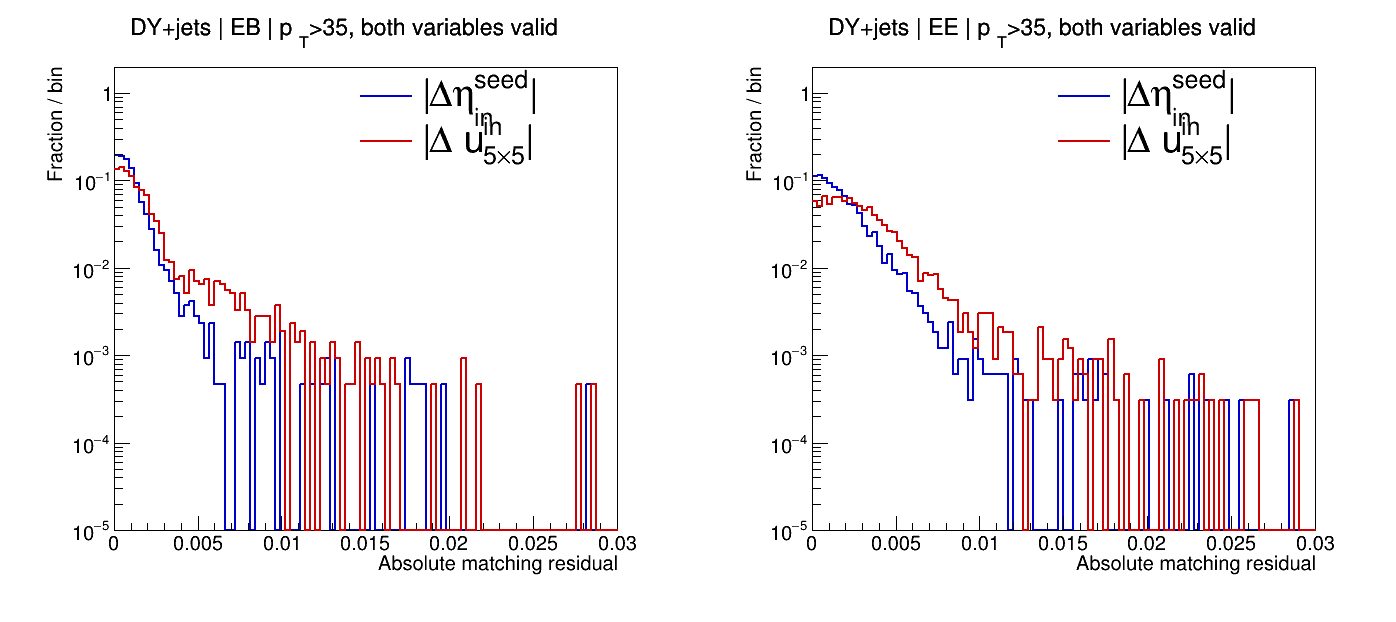 DY+jets | EB | p T>35, both variables valid
Fraction / bin
|Δη in seed|
|Δ u in 5×5|
1
10−1
10−2
10−3
10−4
10−5
0 0.005 0.01 0.015 0.02 0.025 0.03
Absolute matching residual
DY+jets | EE | p T>35, both variables valid
Fraction / bin
|Δη in seed|
|Δ u in 5×5|
1
10−1
10−2
10−3
10−4
10−5
0 0.005 0.01 0.015 0.02 0.025 0.03
Absolute matching residual